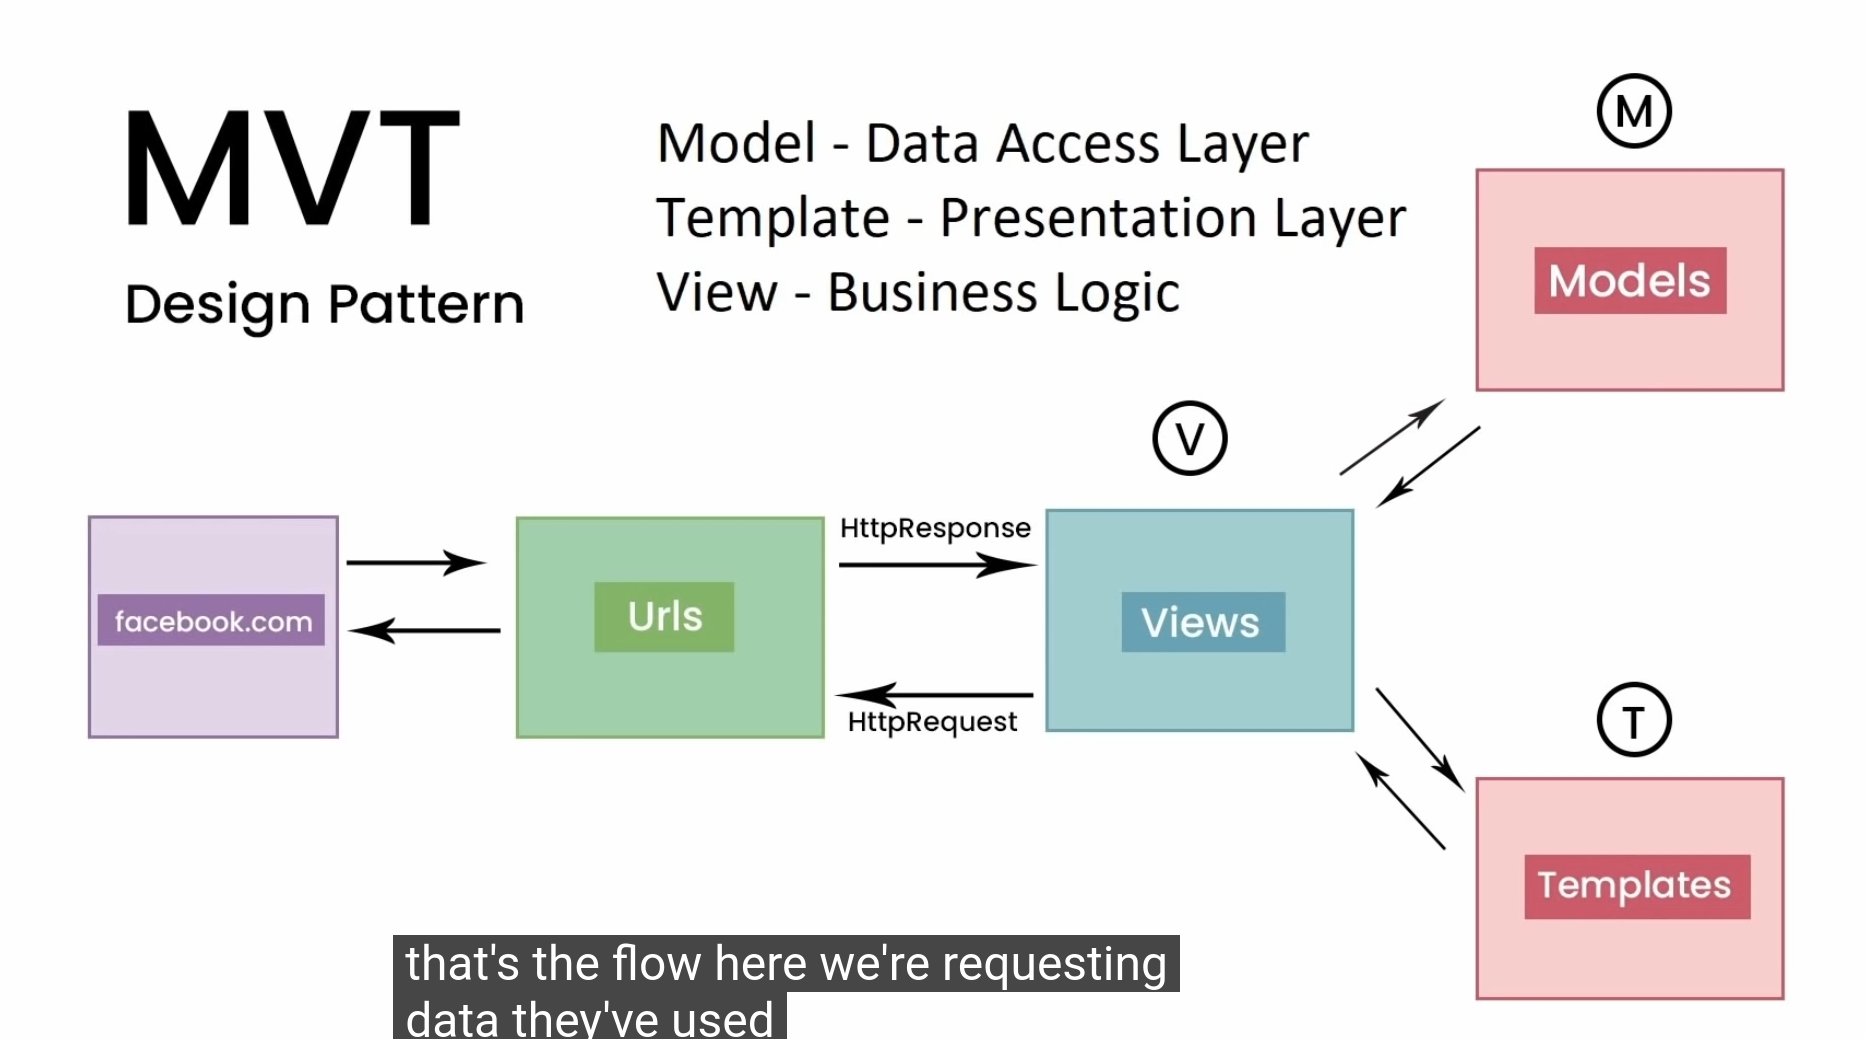 MVT
Design Pattern
Model - Data Access Layer
Template - Presentation Layer
View - Business Logic
M
Models
V
facebook.com
Urls
HttpResponse
HttpRequest
Views
T
Templates
that's the flow here we're requesting
data they've used